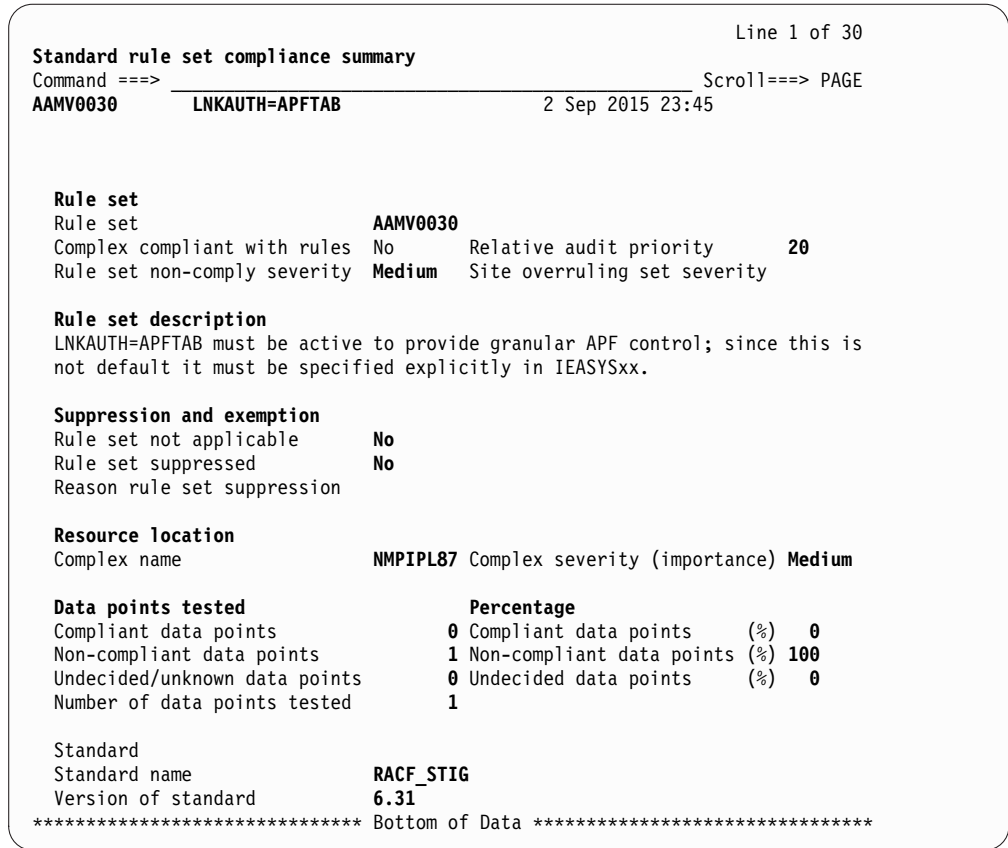 Line 1 of 30
Standard rule set compliance summary
Command ===> _________________________________________________ Scroll===> PAGE
AAMV0030 LNKAUTH=APFTAB 2 Sep 2015 23:45
Rule set
Rule set AAMV0030
Complex compliant with rules No Relative audit priority 20
Rule set non-comply severity Medium Site overruling set severity
Rule set description
LNKAUTH=APFTAB must be active to provide granular APF control; since this is
not default it must be specified explicitly in IEASYSxx.
Suppression and exemption
Rule set not applicable No
Rule set suppressed No
Reason rule set suppression
Resource location
Complex name NMPIPL87 Complex severity (importance) Medium
Data points tested Percentage
Compliant data points 0 Compliant data points (%) 0
Non-compliant data points 1 Non-compliant data points (%) 100
Undecided/unknown data points 0 Undecided data points (%) 0
Number of data points tested 1
Standard
Standard name RACF_STIG
Version of standard 6.31
******************************* Bottom of Data ********************************